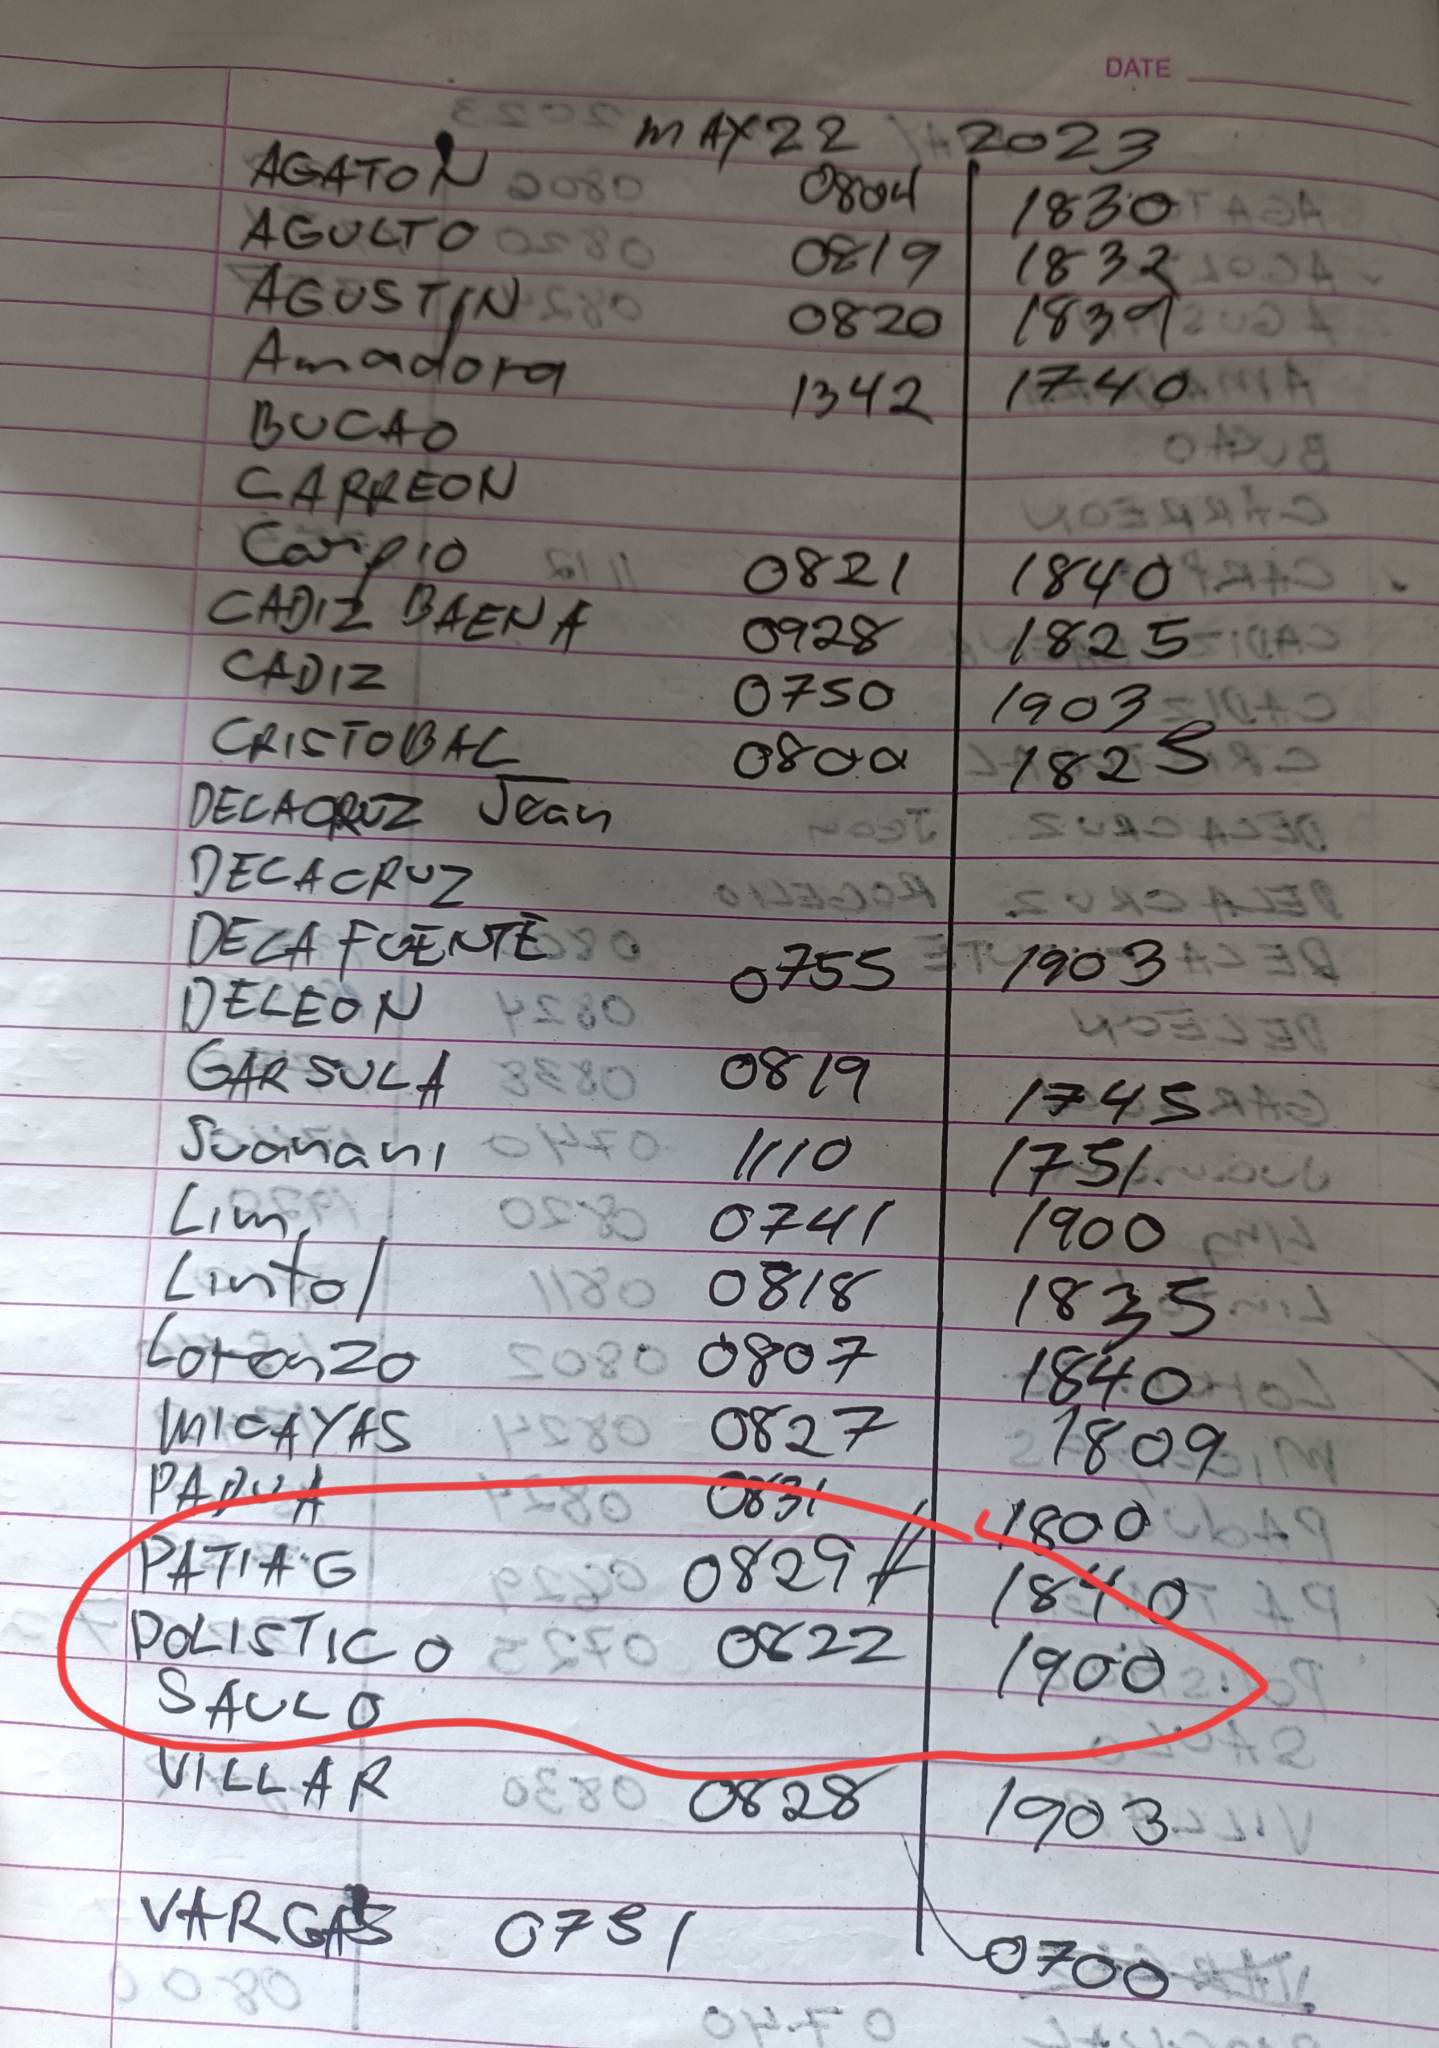 DATE
MAY 22 2023
AGATON 0804 1830
AGULTO 0819 1832
AGUSTIN 0820 1839
Amadora 1342 1740
BUCAO
CARREON
Carpio 0821 1840
CADIZ BAENA 0928 1825
CADIZ 0750 1903
CRISTOBAL 0800 1825
DELACRUZ Jean
DELACRUZ
DELA FUENTE 0755 1903
DELEON
GARSULA 0819 1745
Juanani 1110 1751
Lim 0741 1900
Lintol 0818 1835
Lorenzo 0807 1840
MICAYAS 0827 1809
PADUA 0831 1800
PATIAG 0829 1840
POLISTICO 0822 1900
SAULO
VILLAR 0828 1903
VARGAS 0731 0700